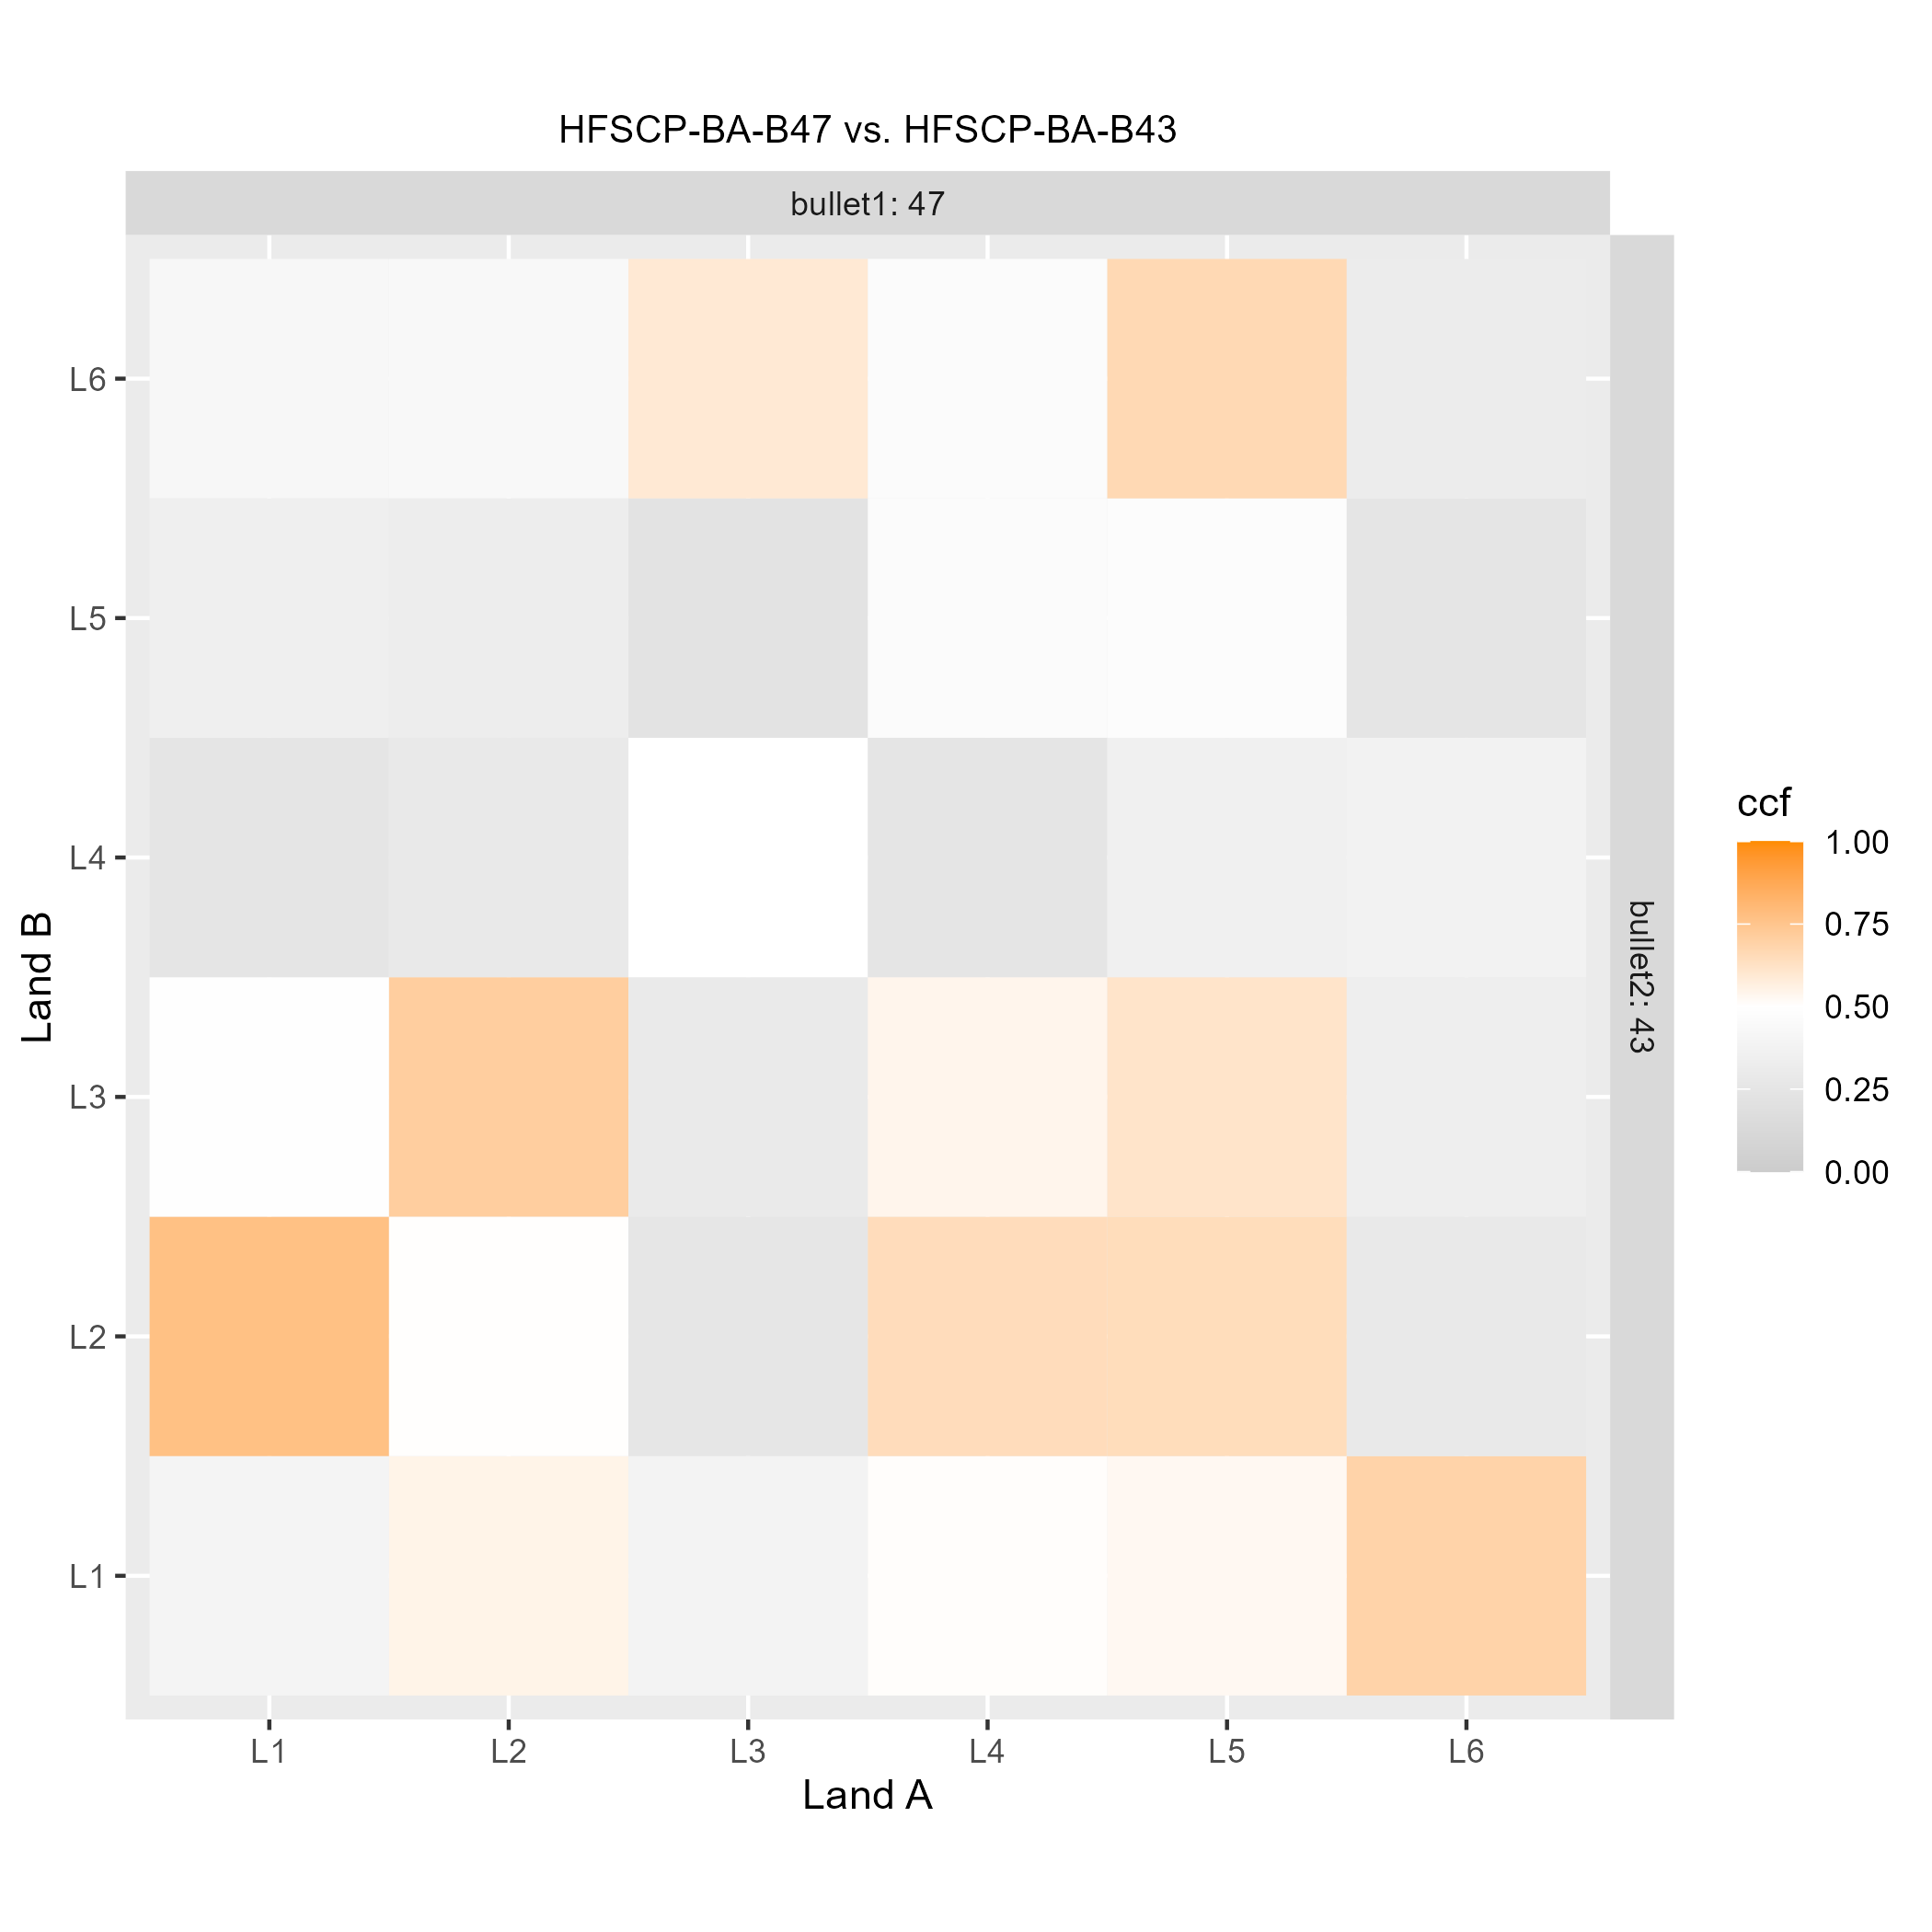 HFSCP-BA-B47 vs. HFSCP-BA-B43
bullet1: 47
L6
L5
L4
L3
L2
L1
Land B
bullet2: 43
L1
L2
L3
L4
L5
L6
Land A
ccf
1.00
0.75
0.50
0.25
0.00